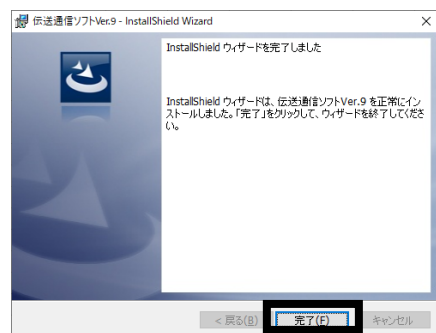 伝送通信ソフトVer.9 - InstallShield Wizard
InstallShield ウィザードを完了しました
InstallShield ウィザードは、伝送通信ソフトVer.9 を正常にイン
ストールしました。「完了」をクリックして、ウィザードを終了してくださ
い。
< 戻る(B) 完了(F) キャンセル